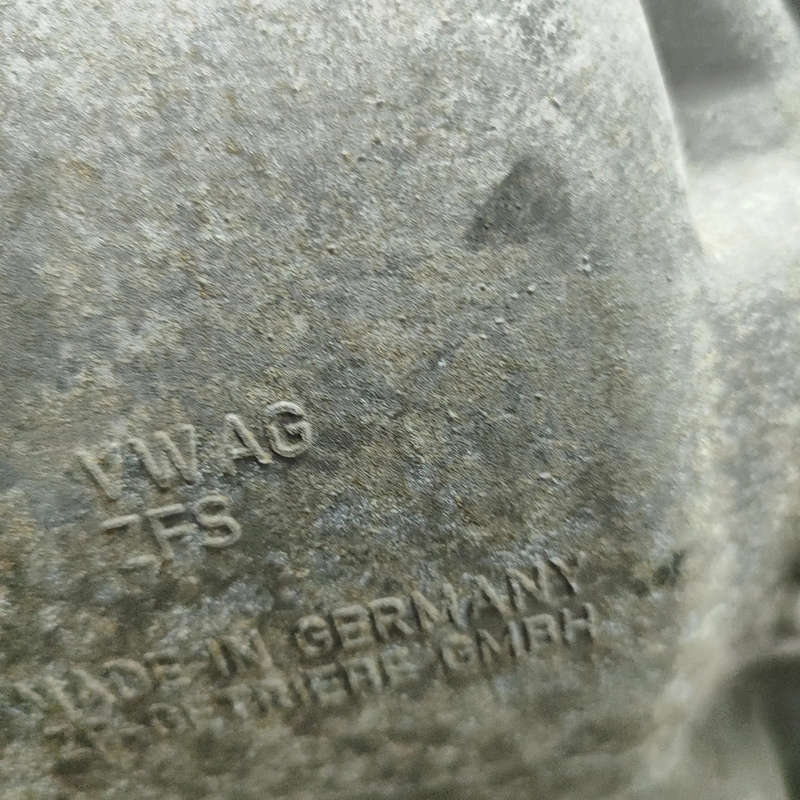 VW AG
ZFS
MADE IN GERMANY
ZF GETRIEBE GMBH